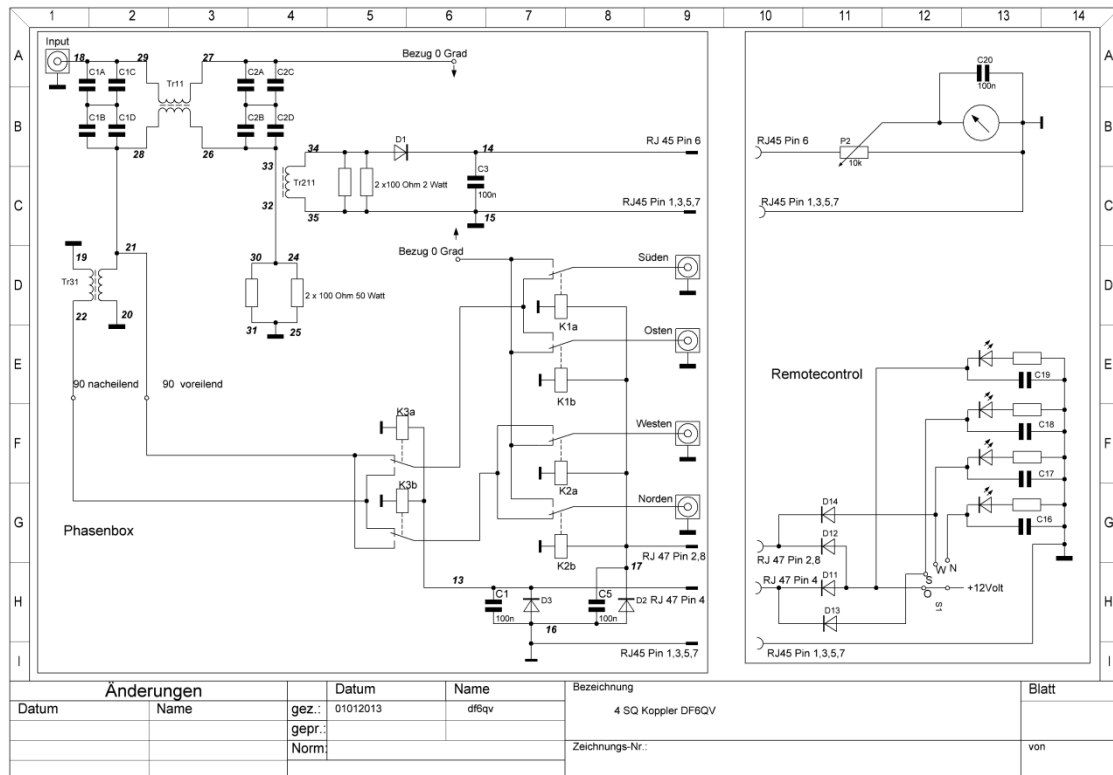 1 2 3 4 5 6 7 8 9 10 11 12 13 14
A A
B B
C C
D D
E E
F F
G G
H H
I I
Input
18 29 27
C1A C1C
Tr11
C2A C2C
Bezug 0 Grad
C1B C1D
C2B C2D
28 26
34 D1 14
33
RJ 45 Pin 6
Tr211
2 x100 Ohm 2 Watt
C3
100n
32 35 15
RJ45 Pin 1,3,5,7
19 21
Bezug 0 Grad
Süden
30 24
Tr31
2 x 100 Ohm 50 Watt
22 20
31 25
K1a
Osten
90 nacheilend 90 voreilend
K1b
K3a
Westen
K3b
K2a
Norden
Phasenbox
K2b
RJ 47 Pin 2,8
17
13
C1
100n
D3
C5
100n
D2
RJ 47 Pin 4
16
RJ45 Pin 1,3,5,7
C20
100n
RJ45 Pin 6
P2
10k
RJ45 Pin 1,3,5,7
Remotecontrol
C19
C18
C17
C16
D14
D12
RJ 47 Pin 2,8
W N
S
RJ 47 Pin 4
D11
O
+12Volt
S1
D13
RJ45 Pin 1,3,5,7
Änderungen
Datum Name
Datum Name
gez.: 01012013 df6qv
gepr.:
Norm:
Bezeichnung
4 SQ Koppler DF6QV
Zeichnungs-Nr.:
Blatt
von